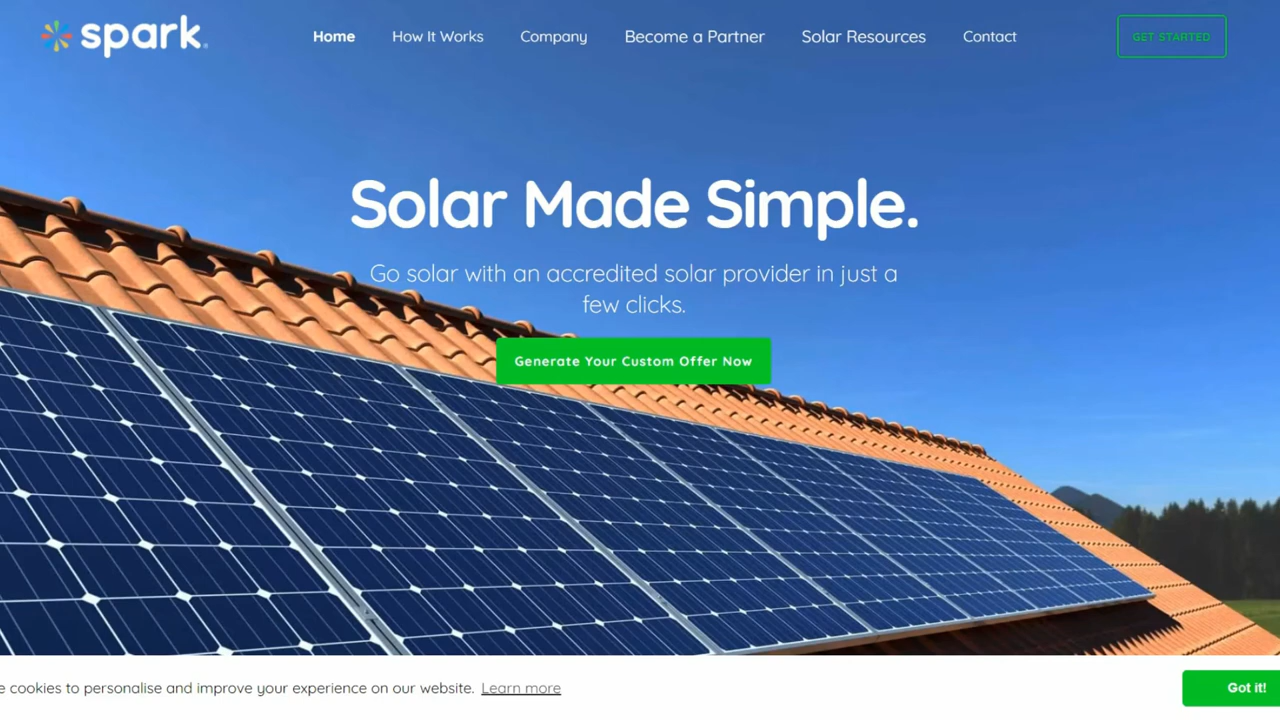 spark
Home
How It Works
Company
Become a Partner
Solar Resources
Contact
GET STARTED
Solar Made Simple.
Go solar with an accredited solar provider in just a
few clicks.
Generate Your Custom Offer Now
cookies to personalise and improve your experience on our website. Learn more
Got it!